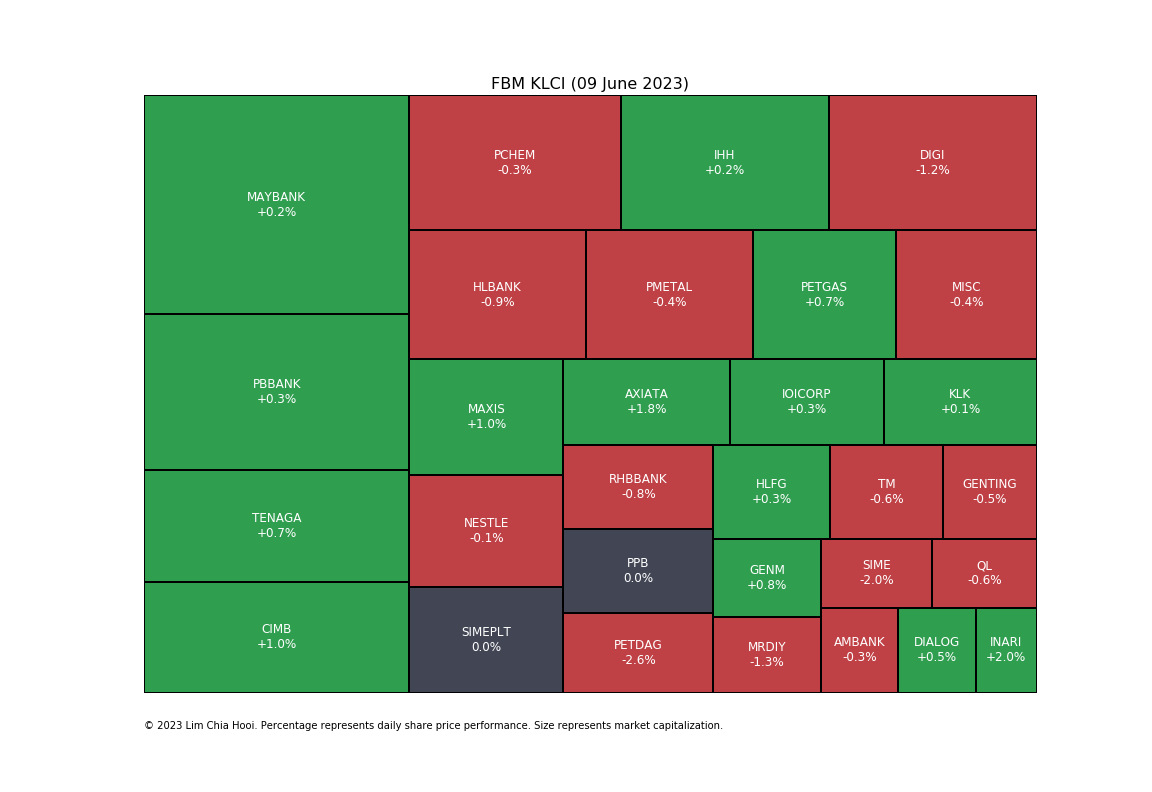 FBM KLCI (09 June 2023)
MAYBANK
+0.2%
PBBANK
+0.3%
TENAGA
+0.7%
CIMB
+1.0%
PCHEM
-0.3%
IHH
+0.2%
DIGI
-1.2%
HLBANK
-0.9%
PMETAL
-0.4%
PETGAS
+0.7%
MISC
-0.4%
MAXIS
+1.0%
NESTLE
-0.1%
SIMEPLT
0.0%
AXIATA
+1.8%
IOICORP
+0.3%
KLK
+0.1%
RHBBANK
-0.8%
PPB
0.0%
PETDAG
-2.6%
HLFG
+0.3%
TM
-0.6%
GENTING
-0.5%
GENM
+0.8%
MRDIY
-1.3%
SIME
-2.0%
QL
-0.6%
AMBANK
-0.3%
DIALOG
+0.5%
INARI
+2.0%
© 2023 Lim Chia Hooi. Percentage represents daily share price performance. Size represents market capitalization.